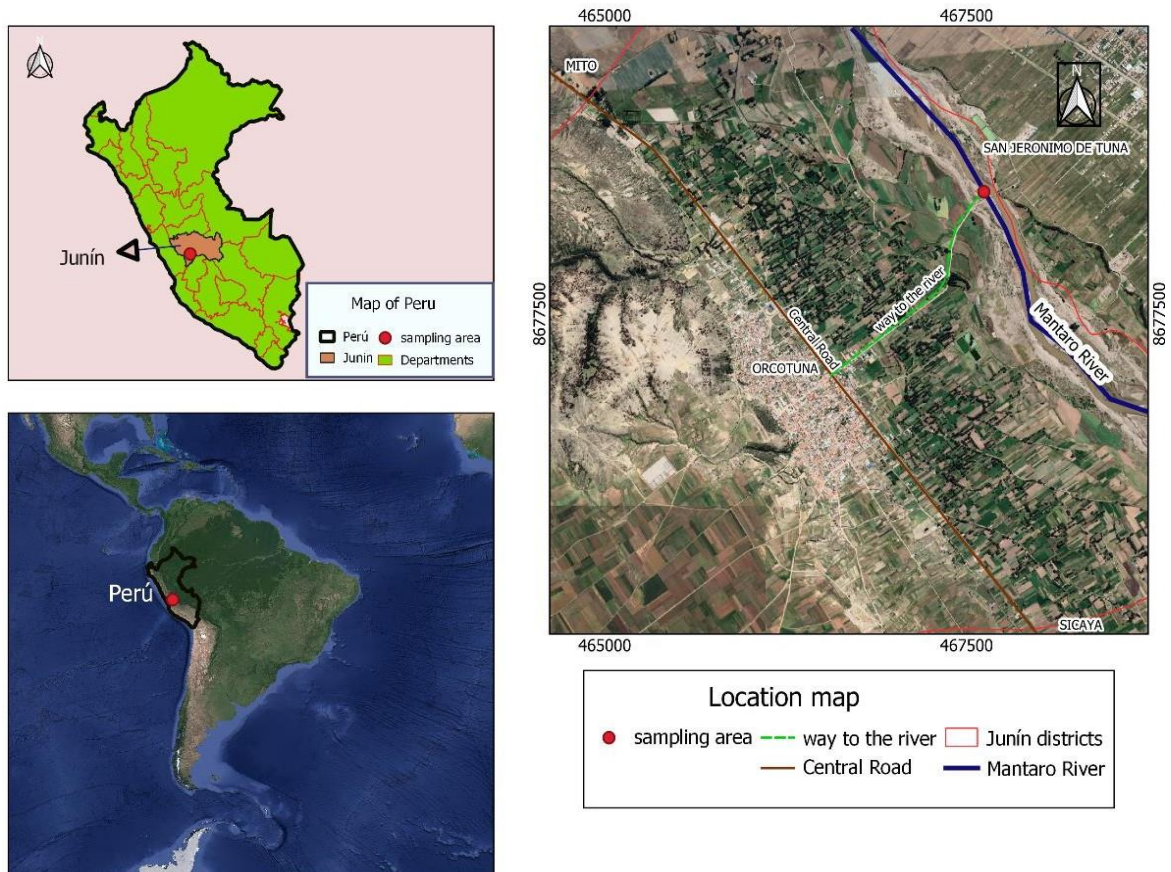 N
Junín
Map of Peru
Perú
sampling area
Junin
Departments
Perú
465000
467500
8677500
8677500
MITO
N
SAN JERONIMO DE TUNA
way to the river
Central Road
Mantaro River
ORCOTUNA
SICAYA
465000
467500
Location map
sampling area
way to the river
Junín districts
Central Road
Mantaro River